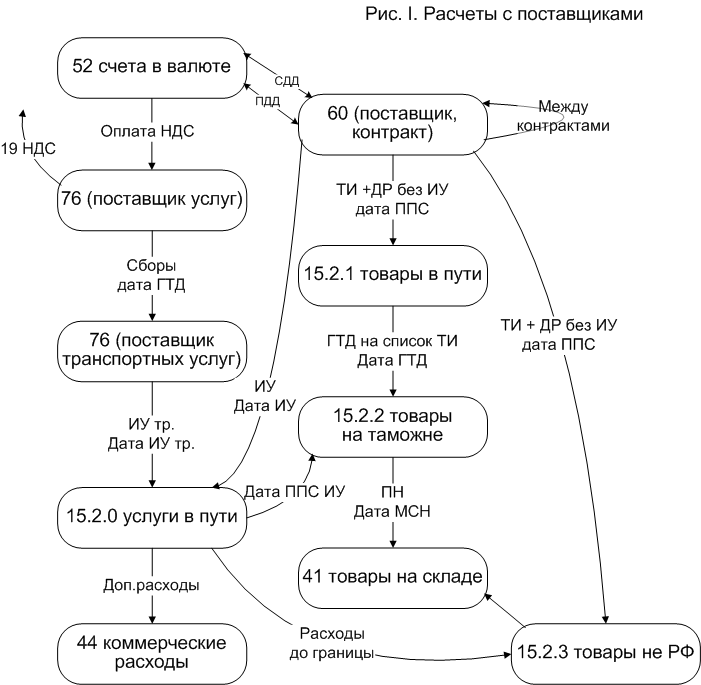 Рис. I. Расчеты с поставщиками
52 счета в валюте
СДД
ПДД
60 (поставщик,
контракт)
Между
контрактами
Оплата НДС
19 НДС
76 (поставщик услуг)
ТИ +ДР без ИУ
дата ППС
15.2.1 товары в пути
Сборы
дата ГТД
76 (поставщик
транспортных услуг)
ГТД на список ТИ
Дата ГТД
ТИ + ДР без ИУ
дата ППС
ИУ
Дата ИУ
15.2.2 товары
на таможне
ИУ тр.
Дата ИУ тр.
Дата ППС ИУ
15.2.0 услуги в пути
ПН
Дата МСН
41 товары на складе
Доп.расходы
44 коммерческие
расходы
Расходы
до границы
15.2.3 товары не РФ